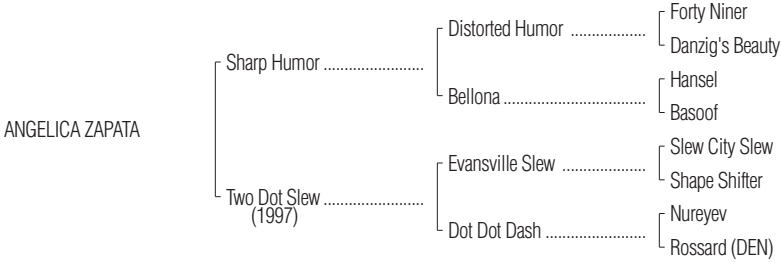 Forty Niner
Distorted Humor ......................
Danzig's Beauty
Sharp Humor ........................
Hansel
Bellona ..........................................
Basoof
ANGELICA ZAPATA
Slew City Slew
Evansville Slew ........................
Shape Shifter
Two Dot Slew ........................
(1997)
Nureyev
Dot Dot Dash .............................
Rossard (DEN)